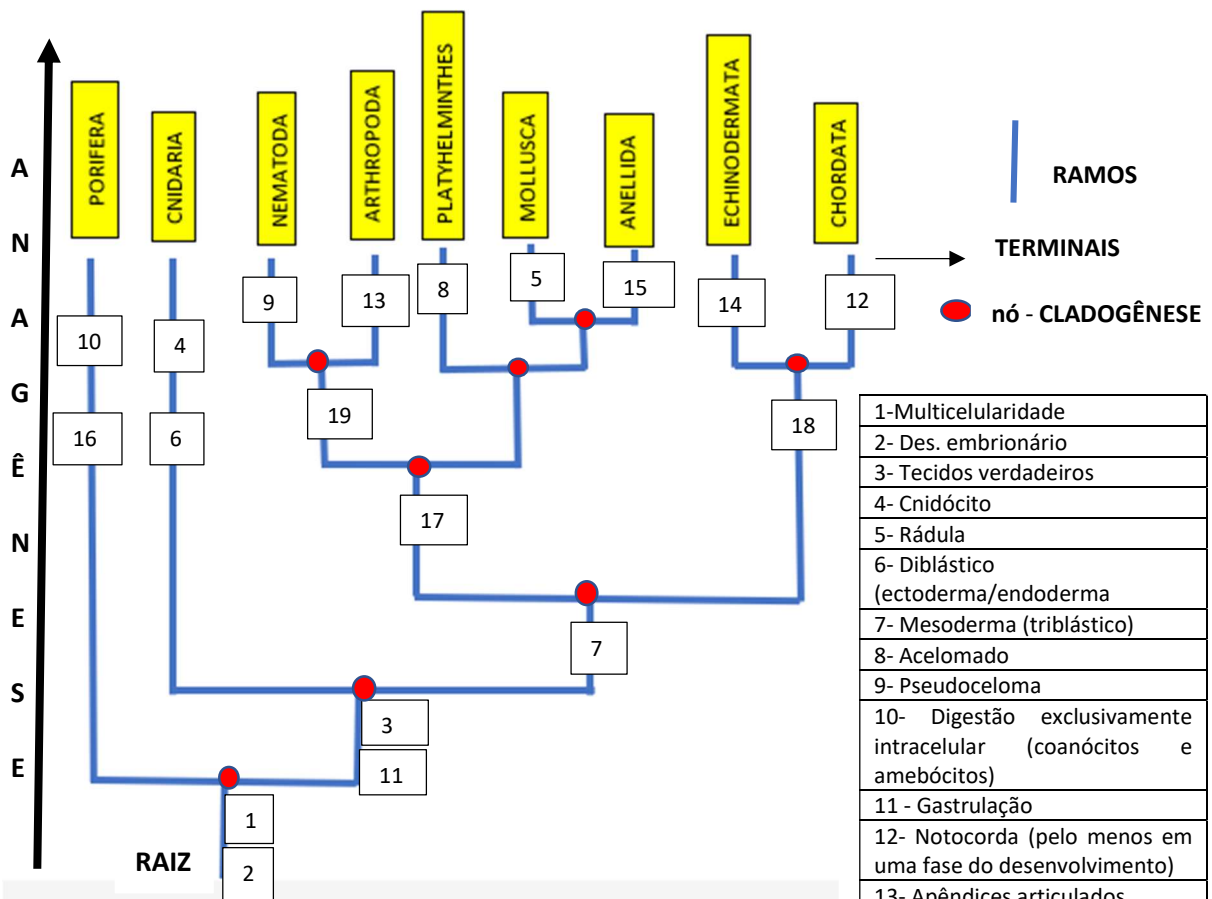 PORIFERA
CNIDARIA
NEMATODA
ARTHROPODA
PLATYHELMINTHES
MOLLUSCA
ANELLIDA
ECHINODERMATA
CHORDATA
A
N
A
G
Ê
N
E
S
E
RAMOS
TERMINAIS
nó - CLADOGÊNESE
9
13
8
5
15
14
12
10
4
16
6
19
18
17
7
3
11
1
2
RAIZ
1-Multicelularidade
2- Des. embrionário
3- Tecidos verdadeiros
4- Cnidócito
5- Rádula
6- Diblástico
(ectoderma/endoderma
7- Mesoderma (triblástico)
8- Acelomado
9- Pseudoceloma
10- Digestão exclusivamente
intracelular (coanócitos e
amebócitos)
11 - Gastrulação
12- Notocorda (pelo menos em
uma fase do desenvolvimento)
13- Apêndices articulados